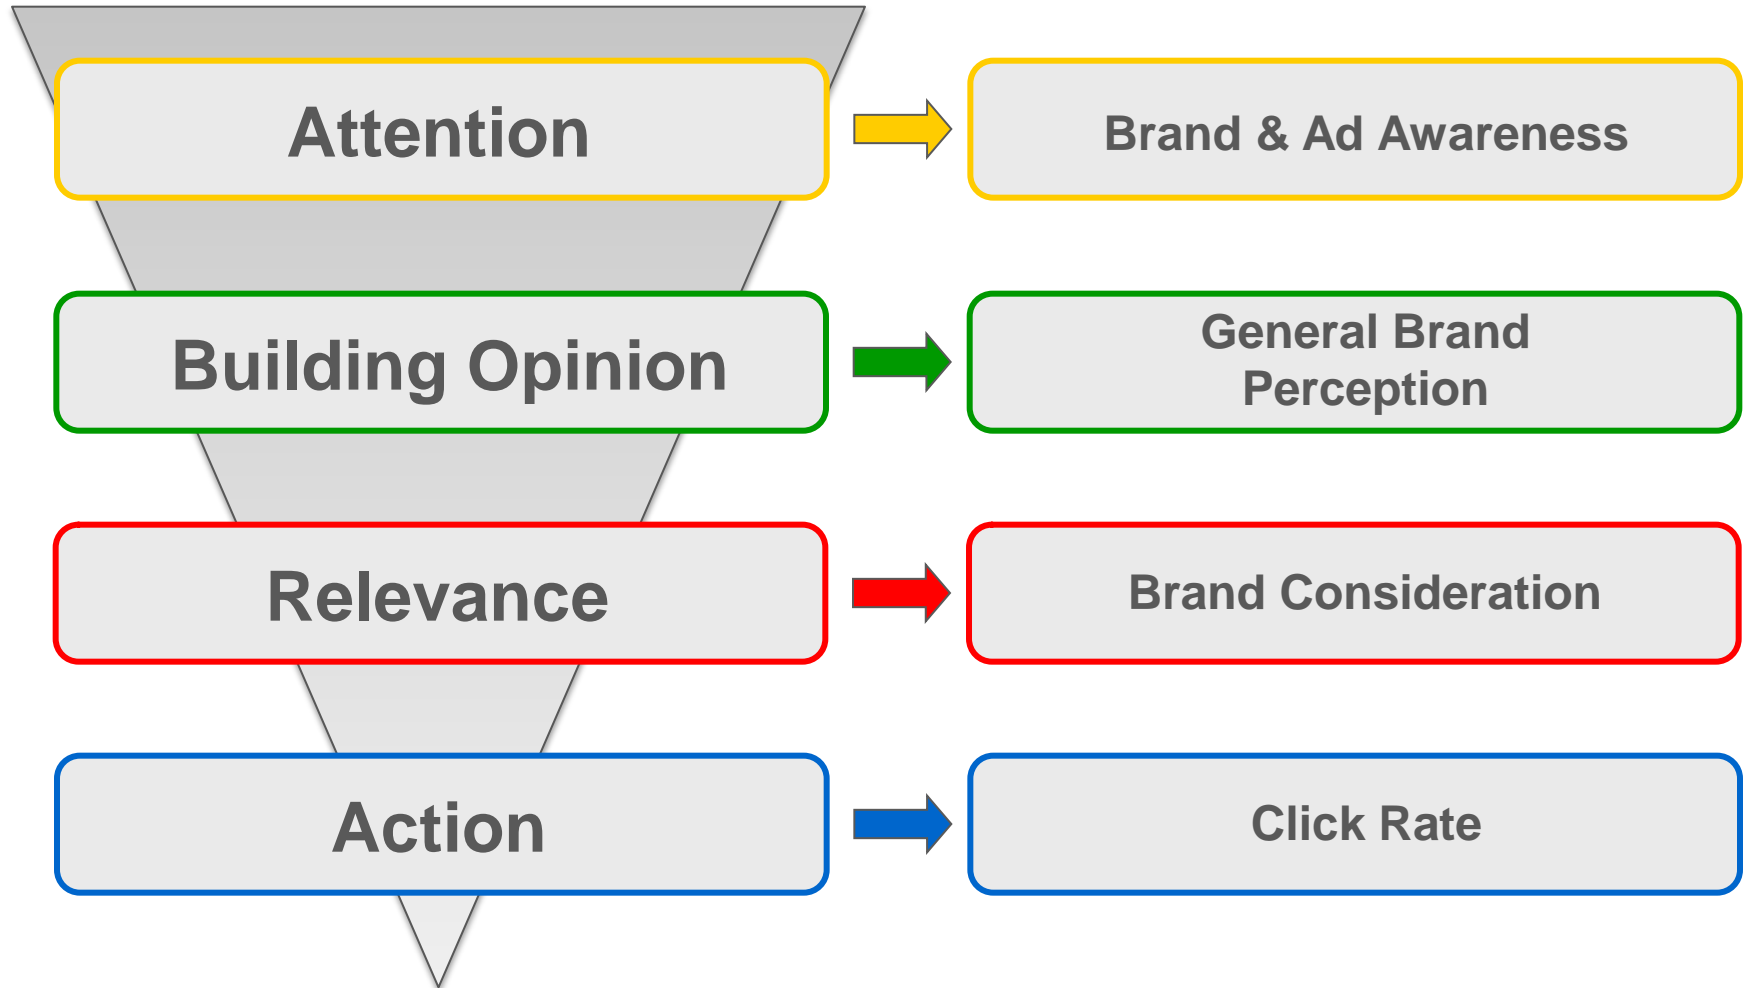 Attention
Brand & Ad Awareness
Building Opinion
General Brand
Perception
Relevance
Brand Consideration
Action
Click Rate